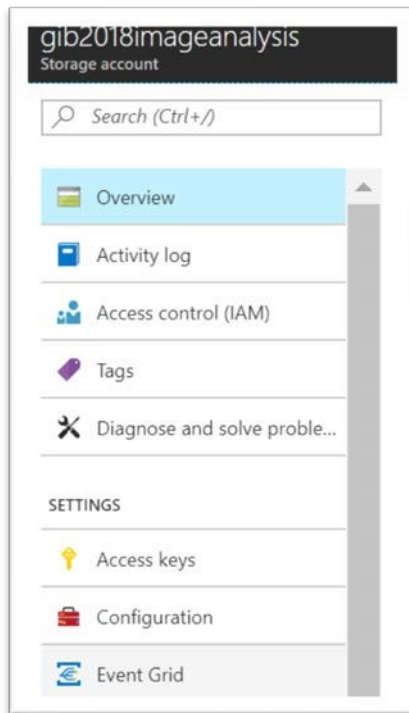 gib2018imageanalysis
Storage account
Search (Ctrl+/)
Overview
Activity log
Access control (IAM)
Tags
Diagnose and solve proble...
SETTINGS
Access keys
Configuration
Event Grid